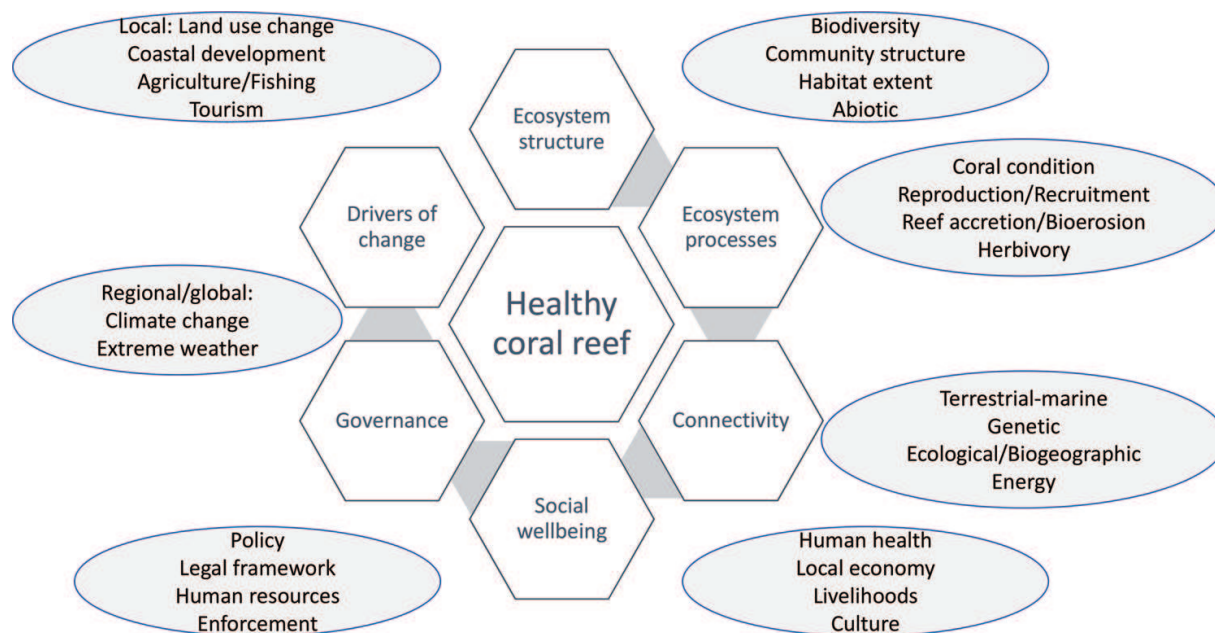 Local: Land use change
Coastal development
Agriculture/Fishing
Tourism
Biodiversity
Community structure
Habitat extent
Abiotic
Ecosystem
structure
Coral condition
Reproduction/Recruitment
Reef accretion/Bioerosion
Herbivory
Drivers of
change
Ecosystem
processes
Regional/global:
Climate change
Extreme weather
Healthy
coral reef
Governance
Connectivity
Terrestrial-marine
Genetic
Ecological/Biogeographic
Energy
Social
wellbeing
Policy
Legal framework
Human resources
Enforcement
Human health
Local economy
Livelihoods
Culture